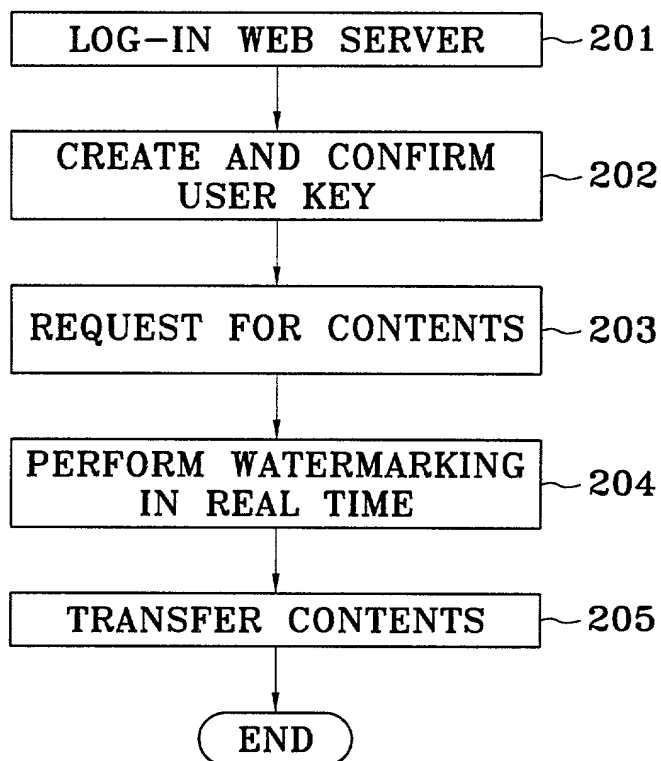 LOG-IN WEB SERVER
201
CREATE AND CONFIRM
USER KEY
202
REQUEST FOR CONTENTS
203
PERFORM WATERMARKING
IN REAL TIME
204
TRANSFER CONTENTS
205
END